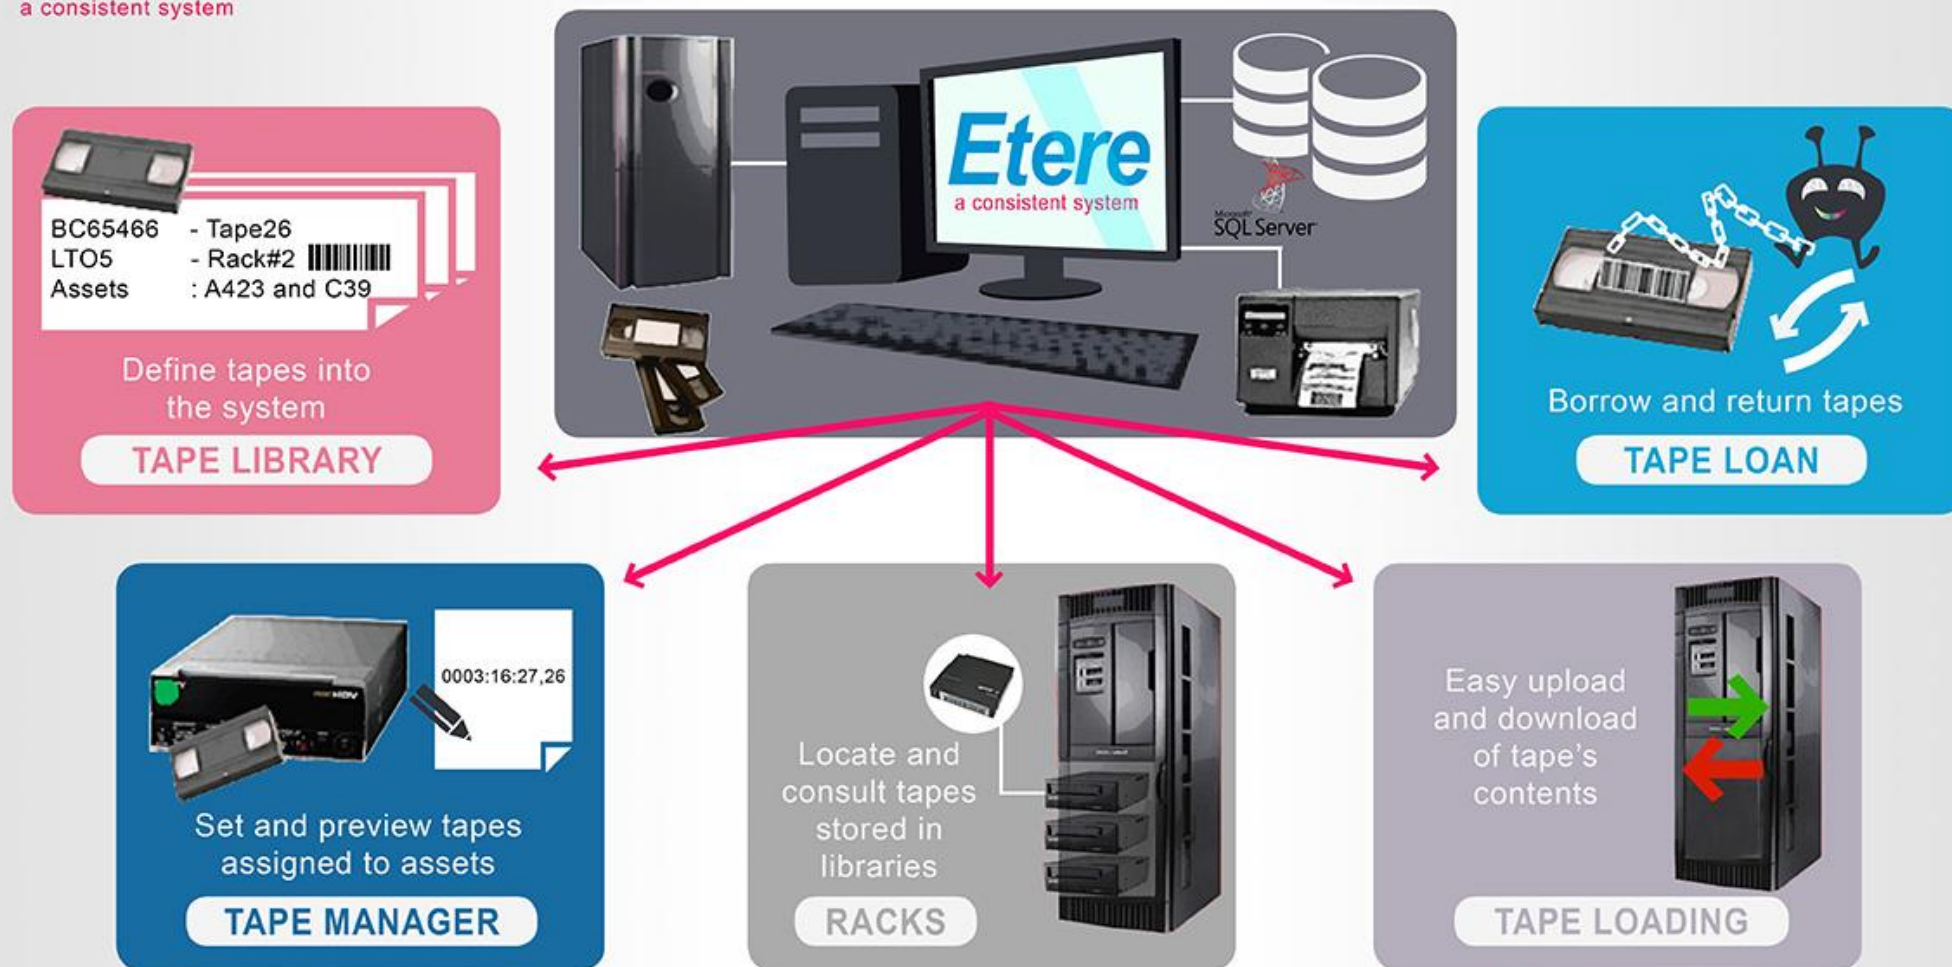 a consistent system
Etere
a consistent system
Microsoft
SQL Server
BC65466 - Tape26
LTO5 - Rack#2
Assets : A423 and C39
Define tapes into
the system
TAPE LIBRARY
Borrow and return tapes
TAPE LOAN
0003:16:27,26
Set and preview tapes
assigned to assets
TAPE MANAGER
Locate and
consult tapes
stored in
libraries
RACKS
Easy upload
and download
of tape's
contents
TAPE LOADING